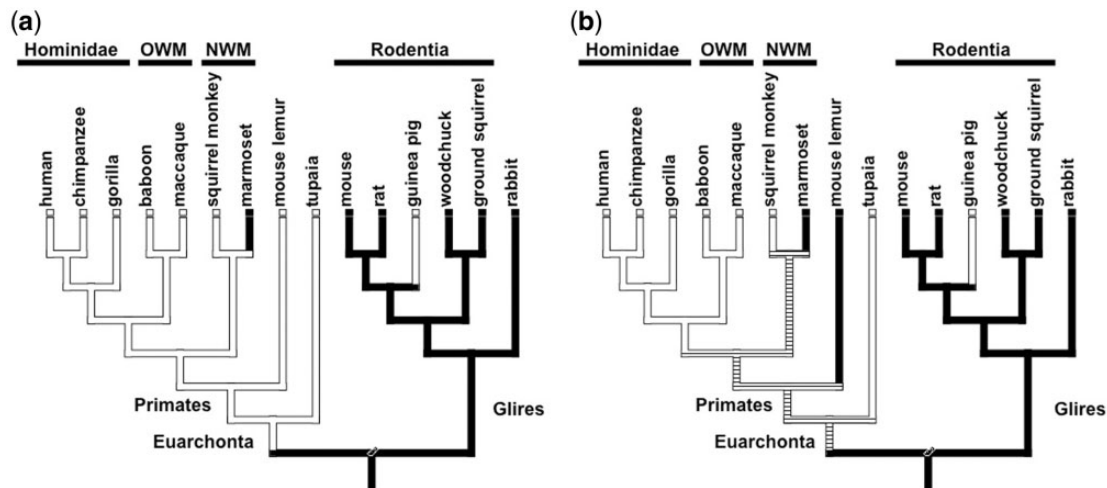 (a)
Hominidae OWM NWM Rodentia
human
chimpanzee
gorilla
baboon
maccaque
squirrel monkey
marmoset
mouse lemur
tupaia
mouse
rat
guinea pig
woodchuck
ground squirrel
rabbit
Primates
Glires
Euarchonta
(b)
Hominidae OWM NWM Rodentia
human
chimpanzee
gorilla
baboon
maccaque
squirrel monkey
marmoset
mouse lemur
tupaia
mouse
rat
guinea pig
woodchuck
ground squirrel
rabbit
Primates
Glires
Euarchonta